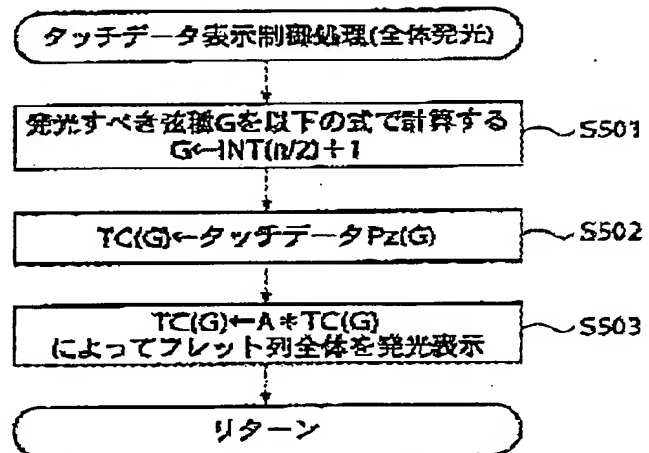 タッチデータ表示制御処理(全体発光)
発光すべき弦種Gを以下の式で計算する
G←INT(n/2)+1
S501
TC(G)←タッチデータPz(G)
S502
TC(G)←A*TC(G)
によってフレット列全体を発光表示
S503
リターン